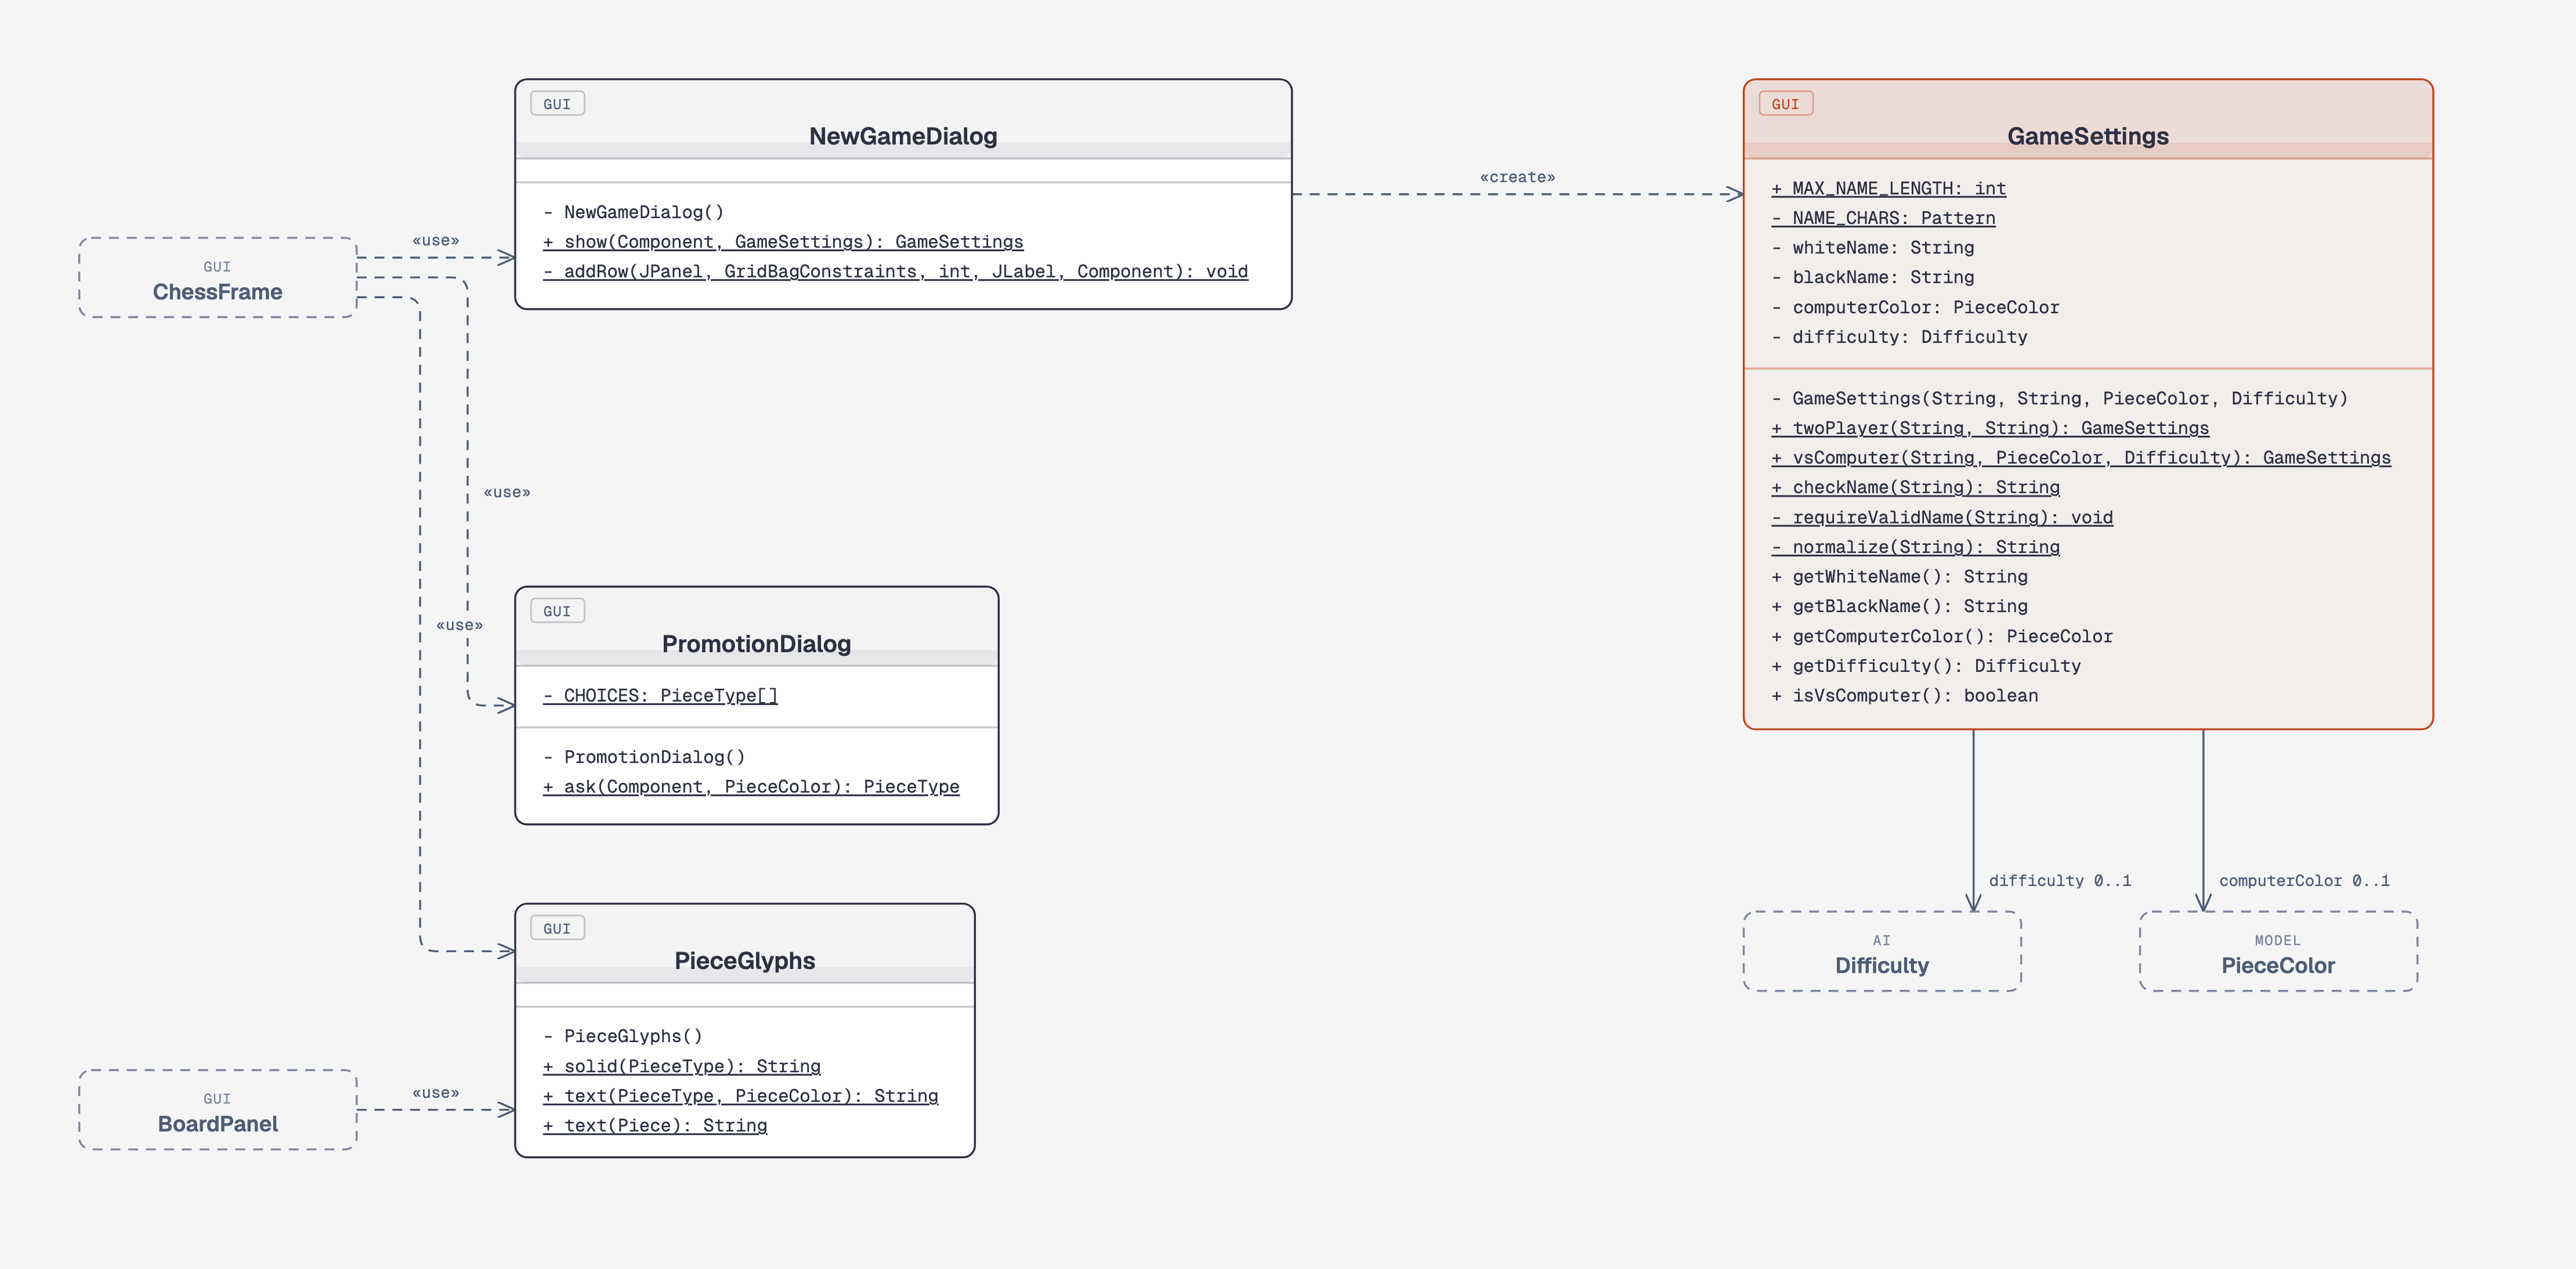 GUI
NewGameDialog
- NewGameDialog()
+ show(Component, GameSettings): GameSettings
- addRow(JPanel, GridBagConstraints, int, JLabel, Component): void
«create»
GUI
GameSettings
+ MAX_NAME_LENGTH: int
- NAME_CHARS: Pattern
- whiteName: String
- blackName: String
- computerColor: PieceColor
- difficulty: Difficulty
- GameSettings(String, String, PieceColor, Difficulty)
+ twoPlayer(String, String): GameSettings
+ vsComputer(String, PieceColor, Difficulty): GameSettings
+ checkName(String): String
- requireValidName(String): void
- normalize(String): String
+ getWhiteName(): String
+ getBlackName(): String
+ getComputerColor(): PieceColor
+ getDifficulty(): Difficulty
+ isVsComputer(): boolean
GUI
ChessFrame
«use»
«use»
«use»
GUI
PromotionDialog
- CHOICES: PieceType[]
- PromotionDialog()
+ ask(Component, PieceColor): PieceType
difficulty 0..1
computerColor 0..1
AI
Difficulty
MODEL
PieceColor
GUI
PieceGlyphs
- PieceGlyphs()
+ solid(PieceType): String
+ text(PieceType, PieceColor): String
+ text(Piece): String
GUI
BoardPanel
«use»